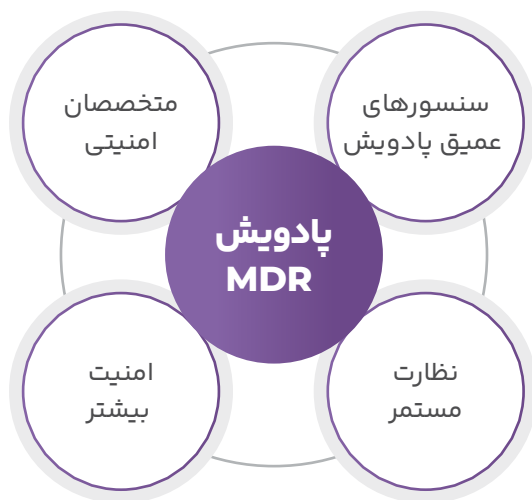 سنسورهای
عمیق پادویش
متخصصان
امنیتی
پادویش
MDR
نظارت
مستمر
امنیت
بیشتر